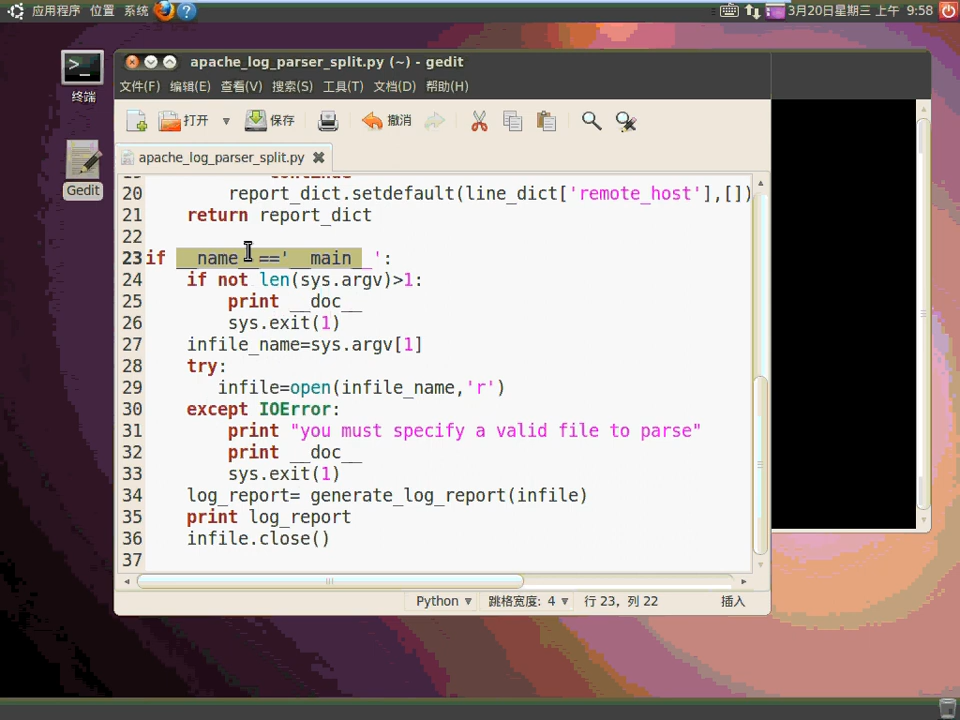 应用程序 位置 系统 3月20日星期三 上午 9:58
apache_log_parser_split.py (~) - gedit
终端
文件(F) 编辑(E) 查看(V) 搜索(S) 工具(T) 文档(D) 帮助(H)
打开 保存 撤消
apache_log_parser_split.py
Gedit
20 report_dict.setdefault(line_dict['remote_host'],[])
21 return report_dict
22
23 if __name__=='__main__':
24 if not len(sys.argv)>1:
25 print __doc__
26 sys.exit(1)
27 infile_name=sys.argv[1]
28 try:
29 infile=open(infile_name,'r')
30 except IOError:
31 print "you must specify a valid file to parse"
32 print __doc__
33 sys.exit(1)
34 log_report= generate_log_report(infile)
35 print log_report
36 infile.close()
37
Python 跳格宽度: 4 行 23, 列 22 插入